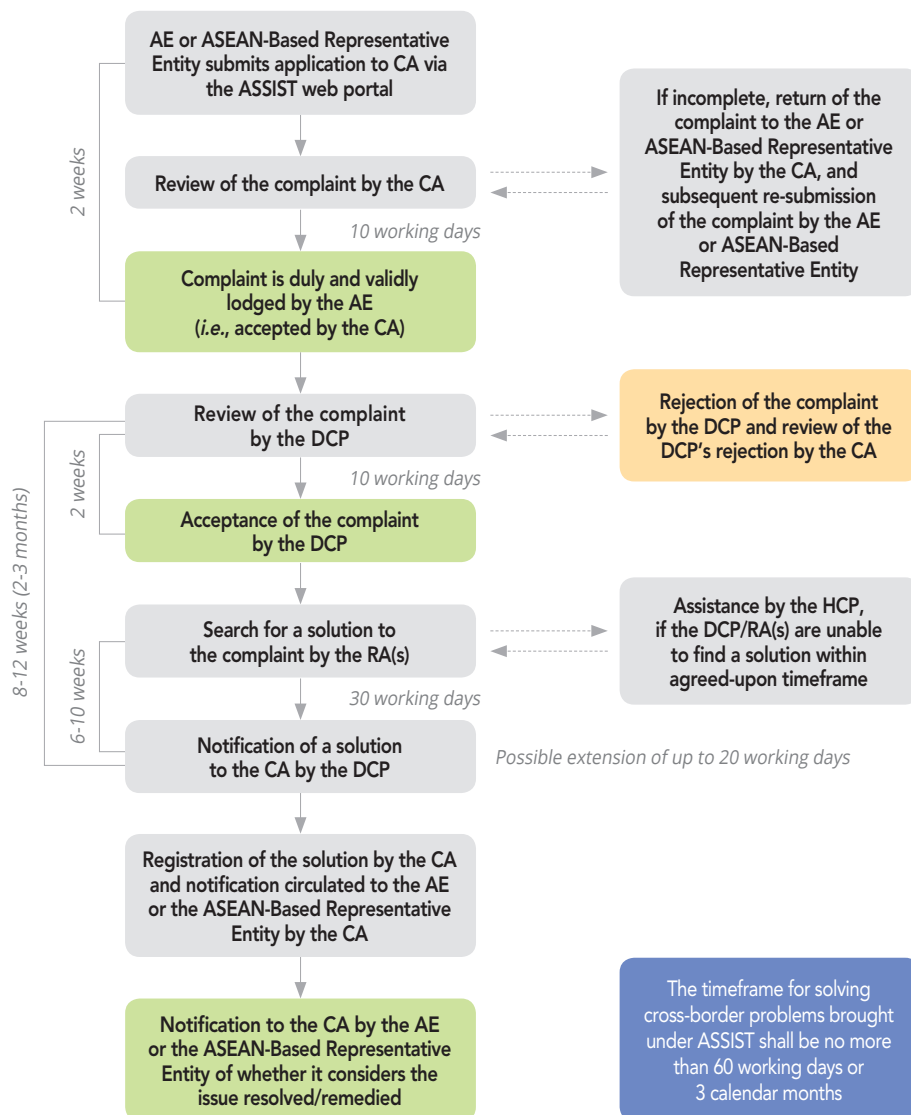 AE or ASEAN-Based Representative
Entity submits application to CA via
the ASSIST web portal
2 weeks
Review of the complaint by the CA
If incomplete, return of the
complaint to the AE or
ASEAN-Based Representative
Entity by the CA, and
subsequent re-submission
of the complaint by the AE
or ASEAN-Based
Representative Entity
10 working days
Complaint is duly and validly
lodged by the AE
(i.e., accepted by the CA)
8-12 weeks (2-3 months)
2 weeks
Review of the complaint
by the DCP
Rejection of the complaint
by the DCP and review of the
DCP's rejection by the CA
10 working days
Acceptance of the complaint
by the DCP
6-10 weeks
Search for a solution to
the complaint by the RA(s)
Assistance by the HCP,
if the DCP/RA(s) are unable
to find a solution within
agreed-upon timeframe
30 working days
Notification of a solution
to the CA by the DCP
Possible extension of up to 20 working days
Registration of the solution by the CA
and notification circulated to the AE
or the ASEAN-Based Representative
Entity by the CA
Notification to the CA by the AE
or the ASEAN-Based Representative
Entity of whether it considers the
issue resolved/remedied
The timeframe for solving
cross-border problems brought
under ASSIST shall be no more
than 60 working days or
3 calendar months